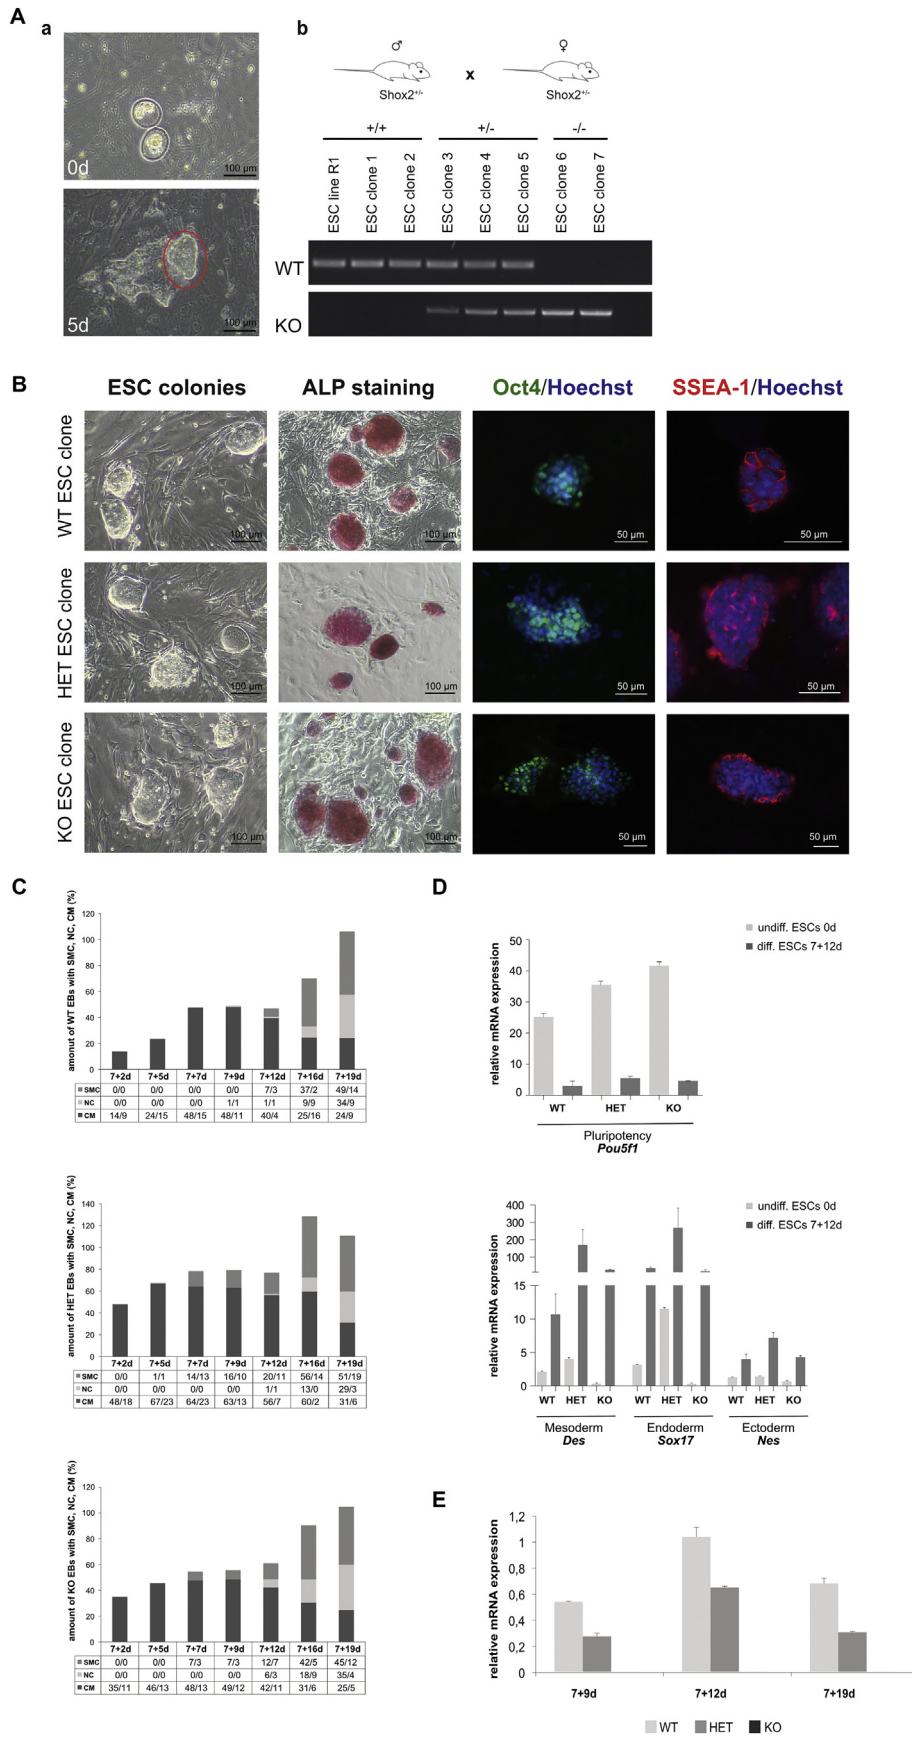 A
a
b
0d
100 µm
5d
100 µm
♂
♀
x
Shox2+/-
Shox2+/-
+/+
+/-
-/-
ESC line R1
ESC clone 1
ESC clone 2
ESC clone 3
ESC clone 4
ESC clone 5
ESC clone 6
ESC clone 7
WT
KO
B
ESC colonies
ALP staining
Oct4/Hoechst
SSEA-1/Hoechst
WT ESC clone
100 µm
100 µm
50 µm
50 µm
HET ESC clone
100 µm
100 µm
50 µm
50 µm
KO ESC clone
100 µm
100 µm
50 µm
50 µm
C
amonut of WT EBs with SMC, NC, CM (%)
120
100
80
60
40
20
0
7+2d 7+5d 7+7d 7+9d 7+12d 7+16d 7+19d
SMC 0/0 0/0 0/0 0/0 7/3 37/2 49/14
NC 0/0 0/0 0/0 1/1 1/1 9/9 34/9
CM 14/9 24/15 48/15 48/11 40/4 25/16 24/9
amount of HET EBs with SMC, NC, CM (%)
140
120
100
80
60
40
20
0
7+2d 7+5d 7+7d 7+9d 7+12d 7+16d 7+19d
SMC 0/0 1/1 14/13 16/10 20/11 56/14 51/19
NC 0/0 0/0 0/0 0/0 1/1 13/0 29/3
CM 48/18 67/23 64/23 63/13 56/7 60/2 31/6
amount of KO EBs with SMC, NC, CM (%)
120
100
80
60
40
20
0
7+2d 7+5d 7+7d 7+9d 7+12d 7+16d 7+19d
SMC 0/0 0/0 7/3 7/3 12/7 42/5 45/12
NC 0/0 0/0 0/0 0/0 6/3 18/9 35/4
CM 35/11 46/13 48/13 49/12 42/11 31/6 25/5
D
undiff. ESCs 0d
diff. ESCs 7+12d
relative mRNA expression
50
40
30
20
10
0
WT HET KO
Pluripotency
Pou5f1
undiff. ESCs 0d
diff. ESCs 7+12d
relative mRNA expression
400
300
200
100
15
10
5
0
WT HET KO WT HET KO WT HET KO
Mesoderm Endoderm Ectoderm
Des Sox17 Nes
E
relative mRNA expression
1,2
1
0,8
0,6
0,4
0,2
0
7+9d 7+12d 7+19d
WT HET KO